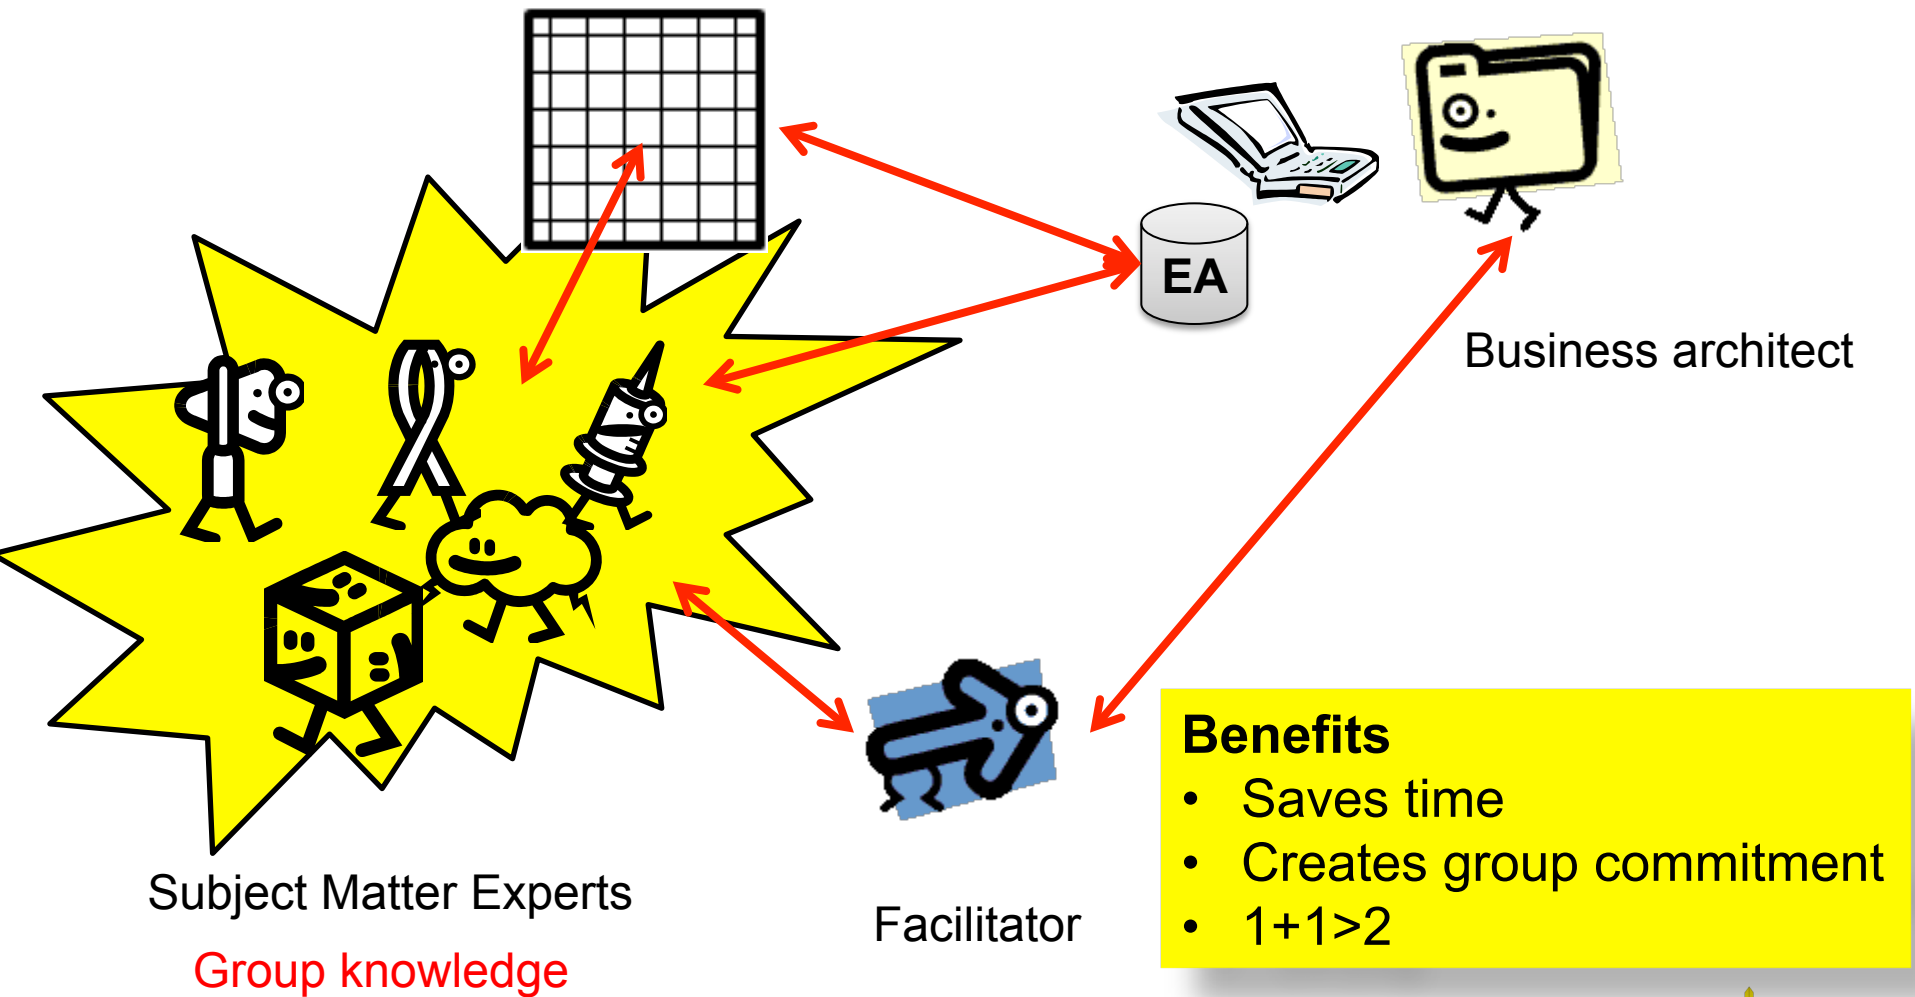 EA
Business architect
Subject Matter Experts
Group knowledge
Facilitator
Benefits
• Saves time
• Creates group commitment
• 1+1>2